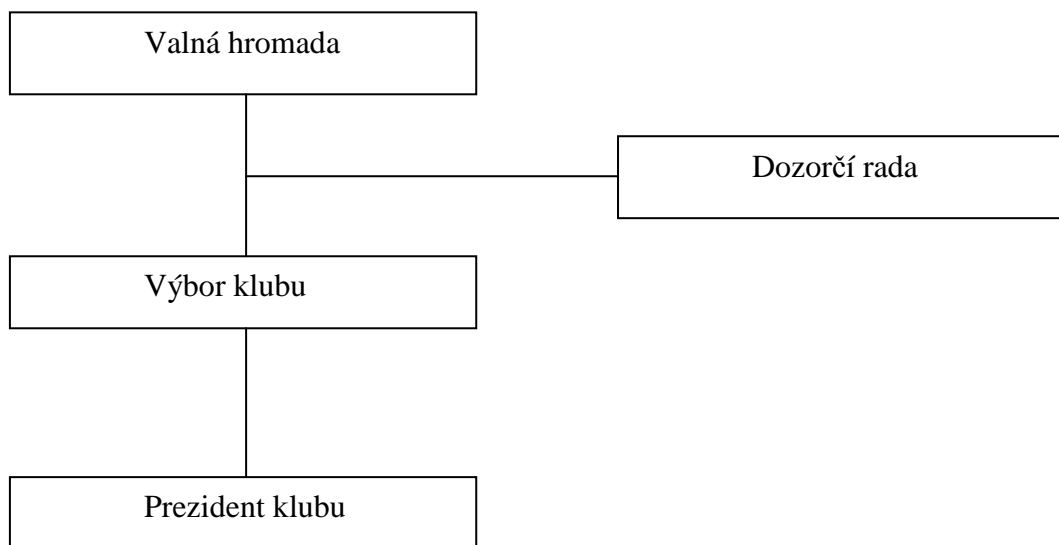 Valná hromada
Dozorčí rada
Výbor klubu
Prezident klubu